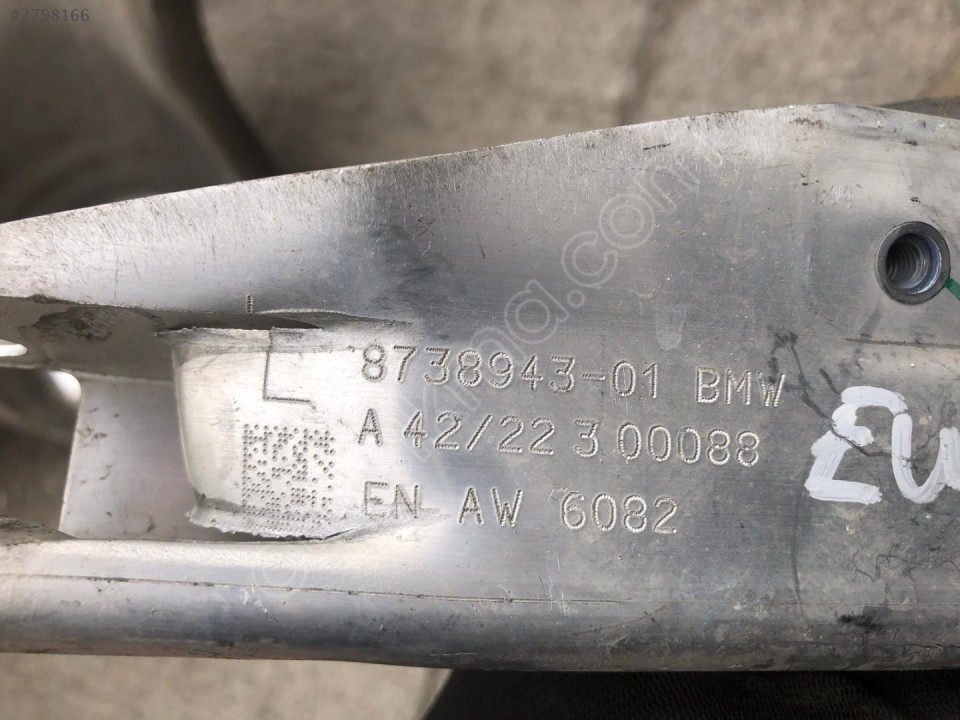 #2798166
L 8738943-01 BMW
A 42/22 3 00088
EN AW 6082